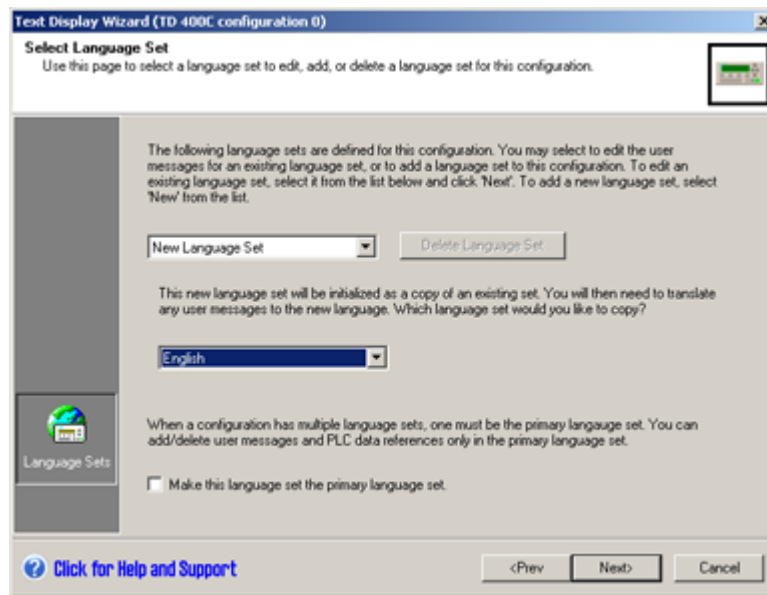 Text Display Wizard (TD 400C configuration 0)
Select Language Set
Use this page to select a language set to edit, add, or delete a language set for this configuration.
The following language sets are defined for this configuration. You may select to edit the user
messages for an existing language set, or to add a language set to this configuration. To edit an
existing language set, select it from the list below and click 'Next'. To add a new language set, select
'New' from the list.
New Language Set
Delete Language Set
This new language set will be initialized as a copy of an existing set. You will then need to translate
any user messages to the new language. Which language set would you like to copy?
English
When a configuration has multiple language sets, one must be the primary langauge set. You can
add/delete user messages and PLC data references only in the primary language set.
Language Sets
Make this language set the primary language set.
Click for Help and Support
<Prev
Next>
Cancel